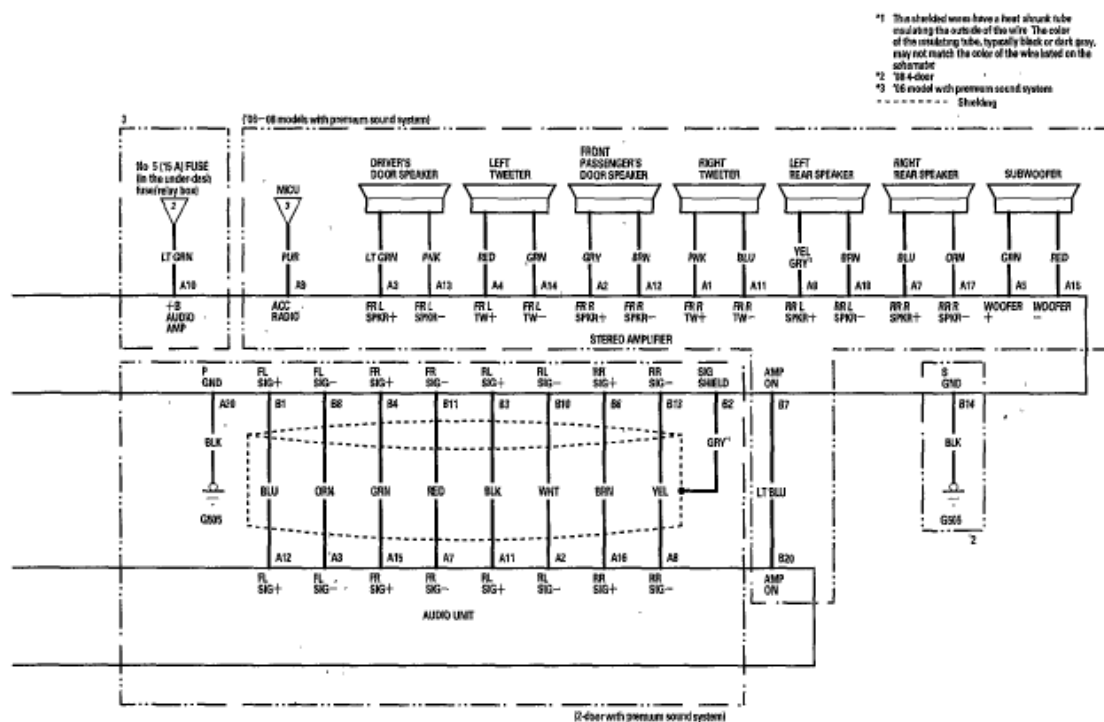 *1 This shielded wires have a heat shrunk tube
insulating the outside of the wire The color
of the insulating tube, typically black or dark gray,
may not match the color of the wire listed on the
schematic
*2 '08 4-door
*3 '06 model with premium sound system
Shielding
3
('06-08 models with premium sound system)
No 5 (15 A) FUSE
(in the under-dash
fuse/relay box)
2
MICU
3
DRIVER'S
DOOR SPEAKER
LEFT
TWEETER
FRONT
PASSENGER'S
DOOR SPEAKER
RIGHT
TWEETER
LEFT
REAR SPEAKER
RIGHT
REAR SPEAKER
SUBWOOFER
LT GRN PUR LT GRN PNK RED GRN GRY BRN PNK BLU YEL BRN BLU ORN GRN RED
GRY*
A10 A9 A3 A13 A4 A14 A2 A12 A1 A11 A8 A18 A7 A17 A5 A15
+B
AUDIO
AMP
ACC
RADIO
FR L
SPKR+
FR L
SPKR-
FR L
TW+
FR L
TW-
FR R
SPKR+
FR R
SPKR-
FR R
TW+
FR R
TW-
RR L
SPKR+
RR L
SPKR-
RR R
SPKR+
RR R
SPKR-
WOOFER
+
WOOFER
-
STEREO AMPLIFIER
P
GND
FL
SIG+
FL
SIG-
FR
SIG+
FR
SIG-
RL
SIG+
RL
SIG-
RR
SIG+
RR
SIG-
SIG
SHIELD
AMP
ON
S
GND
A20 B1 B8 B4 B11 B3 B10 B6 B13 B2 B7 B14
BLK GRY*1 BLK
BLU ORN GRN RED BLK WHT BRN YEL LT BLU
G505 G505
*2
A12 *A3 A15 A7 A11 A2 A16 A8 B20
FL
SIG+
FL
SIG-
FR
SIG+
FR
SIG-
RL
SIG+
RL
SIG-
RR
SIG+
RR
SIG-
AMP
ON
AUDIO UNIT
(2-door with premium sound system)